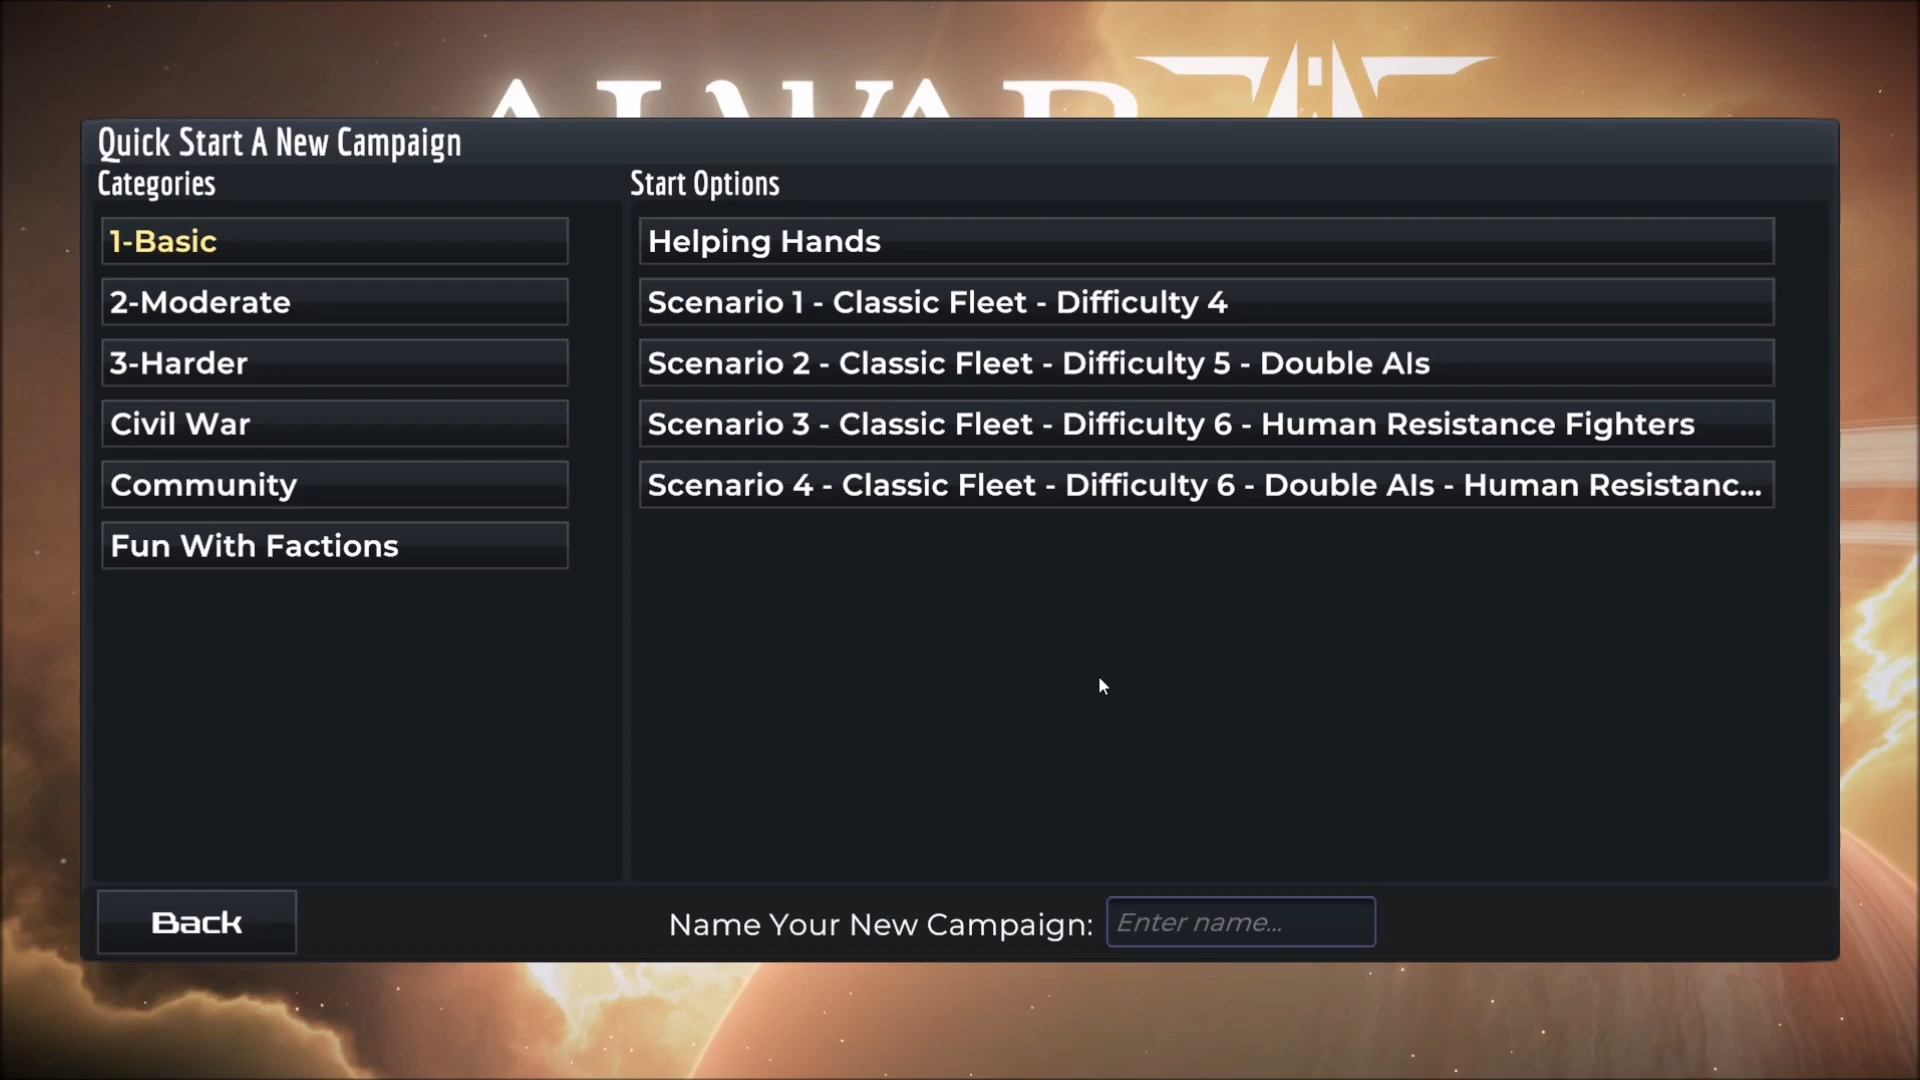 AI WAR
Quick Start A New Campaign
Categories
Start Options
1-Basic
2-Moderate
3-Harder
Civil War
Community
Fun With Factions
Helping Hands
Scenario 1 - Classic Fleet - Difficulty 4
Scenario 2 - Classic Fleet - Difficulty 5 - Double AIs
Scenario 3 - Classic Fleet - Difficulty 6 - Human Resistance Fighters
Scenario 4 - Classic Fleet - Difficulty 6 - Double AIs - Human Resistanc...
Back
Name Your New Campaign:
Enter name...